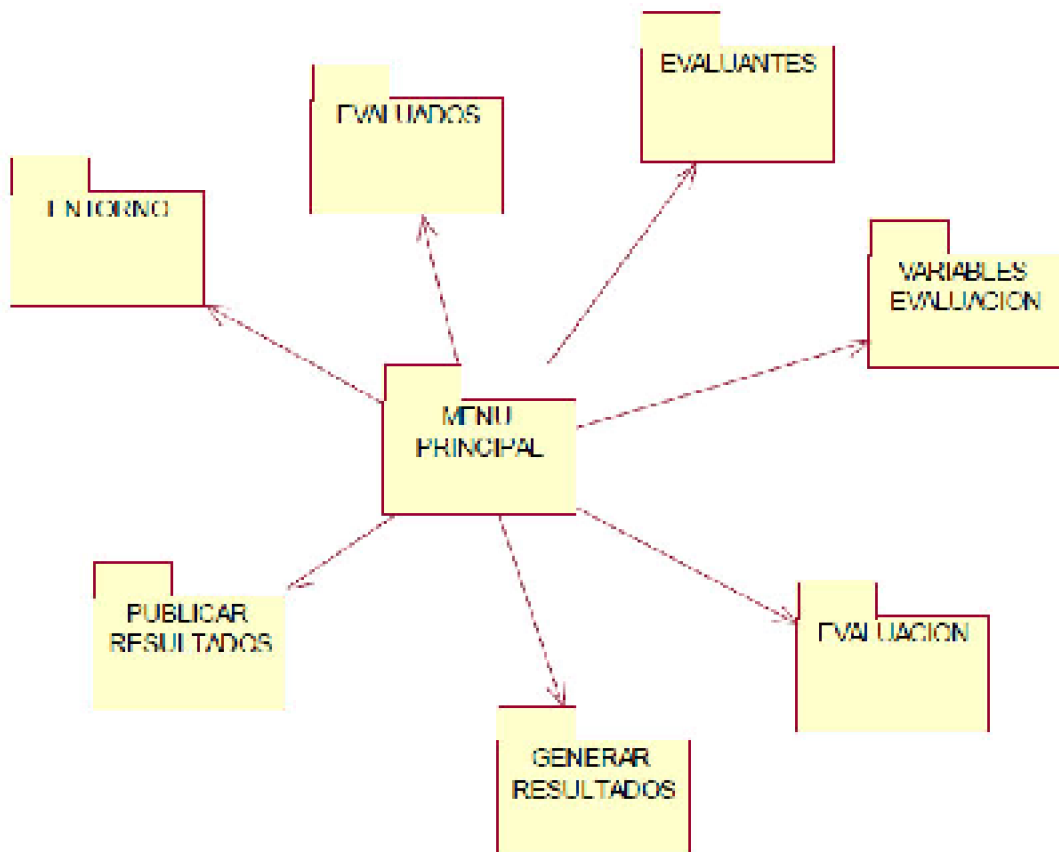 EVALUANTES
EVALUADOS
ENTORNO
VARIABLES
EVALUACION
MENU
PRINCIPAL
PUBLICAR
RESULTADOS
EVALUACION
GENERAR
RESULTADOS